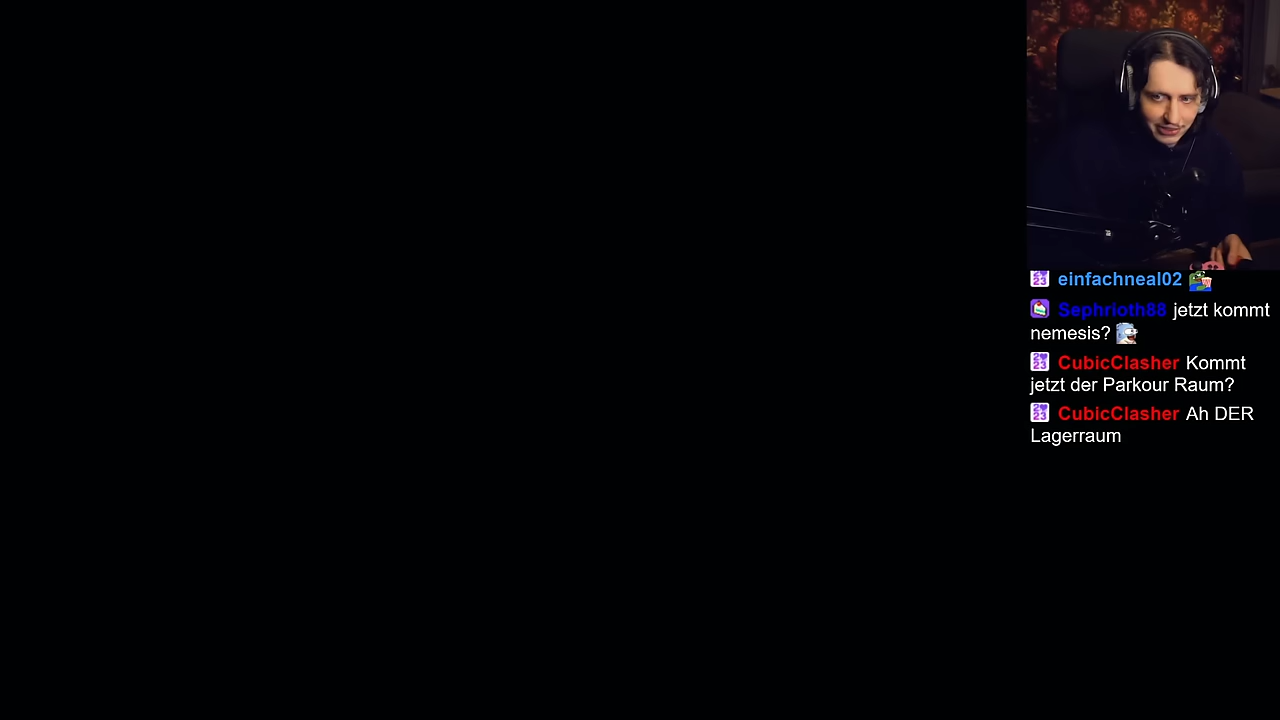 einfachneal02
Sephrioth88 jetzt kommt
nemesis?
CubicClasher Kommt
jetzt der Parkour Raum?
CubicClasher Ah DER
Lagerraum